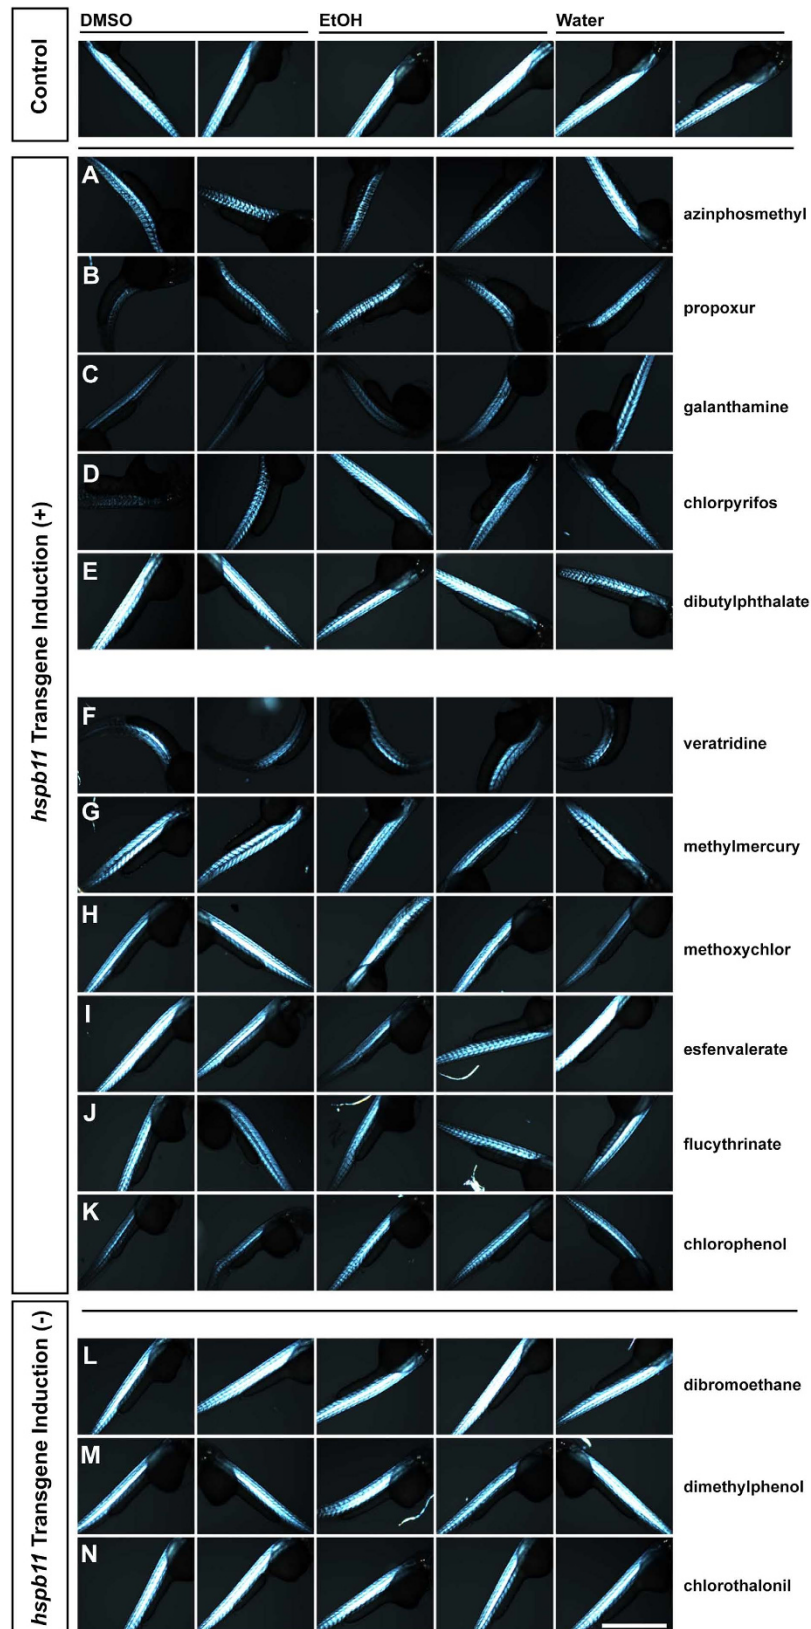 DMSO EtOH Water
Control
hspb11 Transgene Induction (+)
A azinphosmethyl
B propoxur
C galanthamine
D chlorpyrifos
E dibutylphthalate
F veratridine
G methylmercury
H methoxychlor
I esfenvalerate
J flucythrinate
K chlorophenol
hspb11 Transgene Induction (-)
L dibromoethane
M dimethylphenol
N chlorothalonil